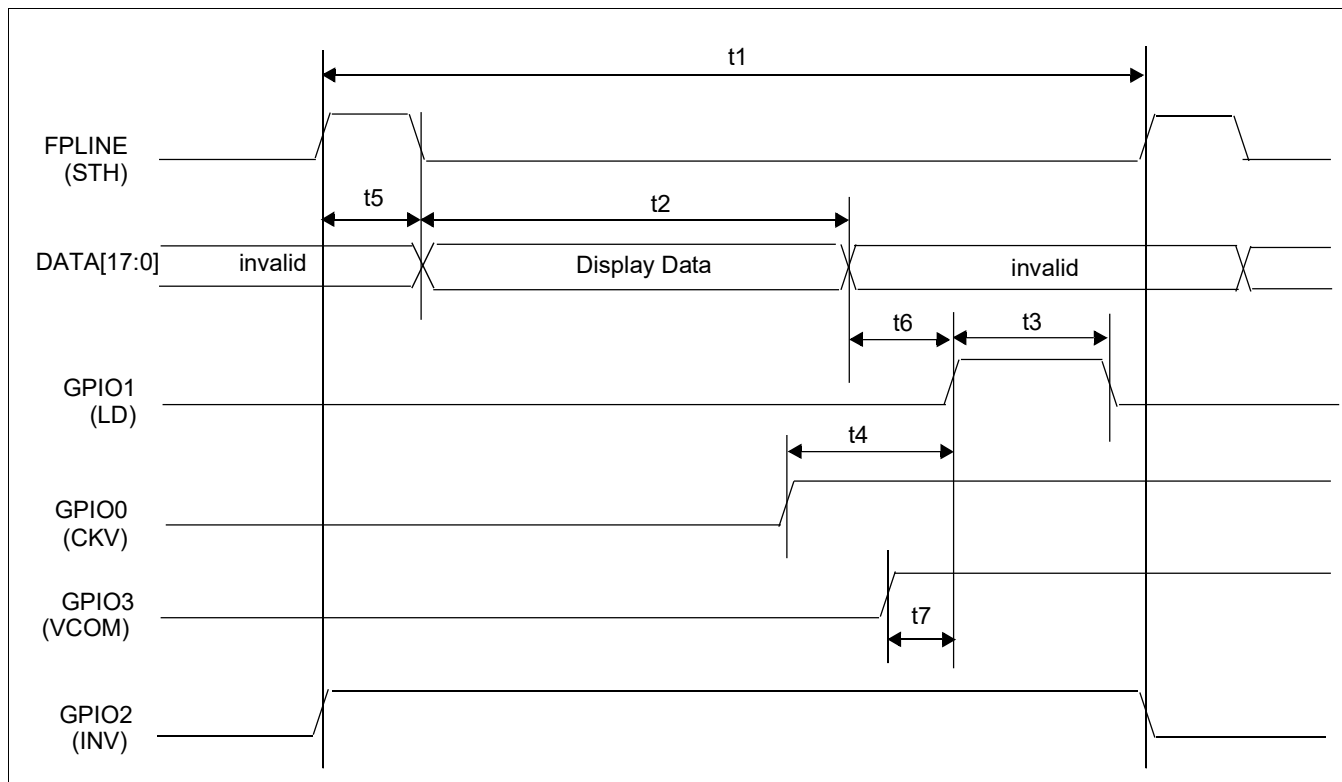 t1
FPLINE
(STH)
t5
t2
DATA[17:0]
invalid
Display Data
invalid
t6
t3
GPIO1
(LD)
t4
GPIO0
(CKV)
GPIO3
(VCOM)
t7
GPIO2
(INV)